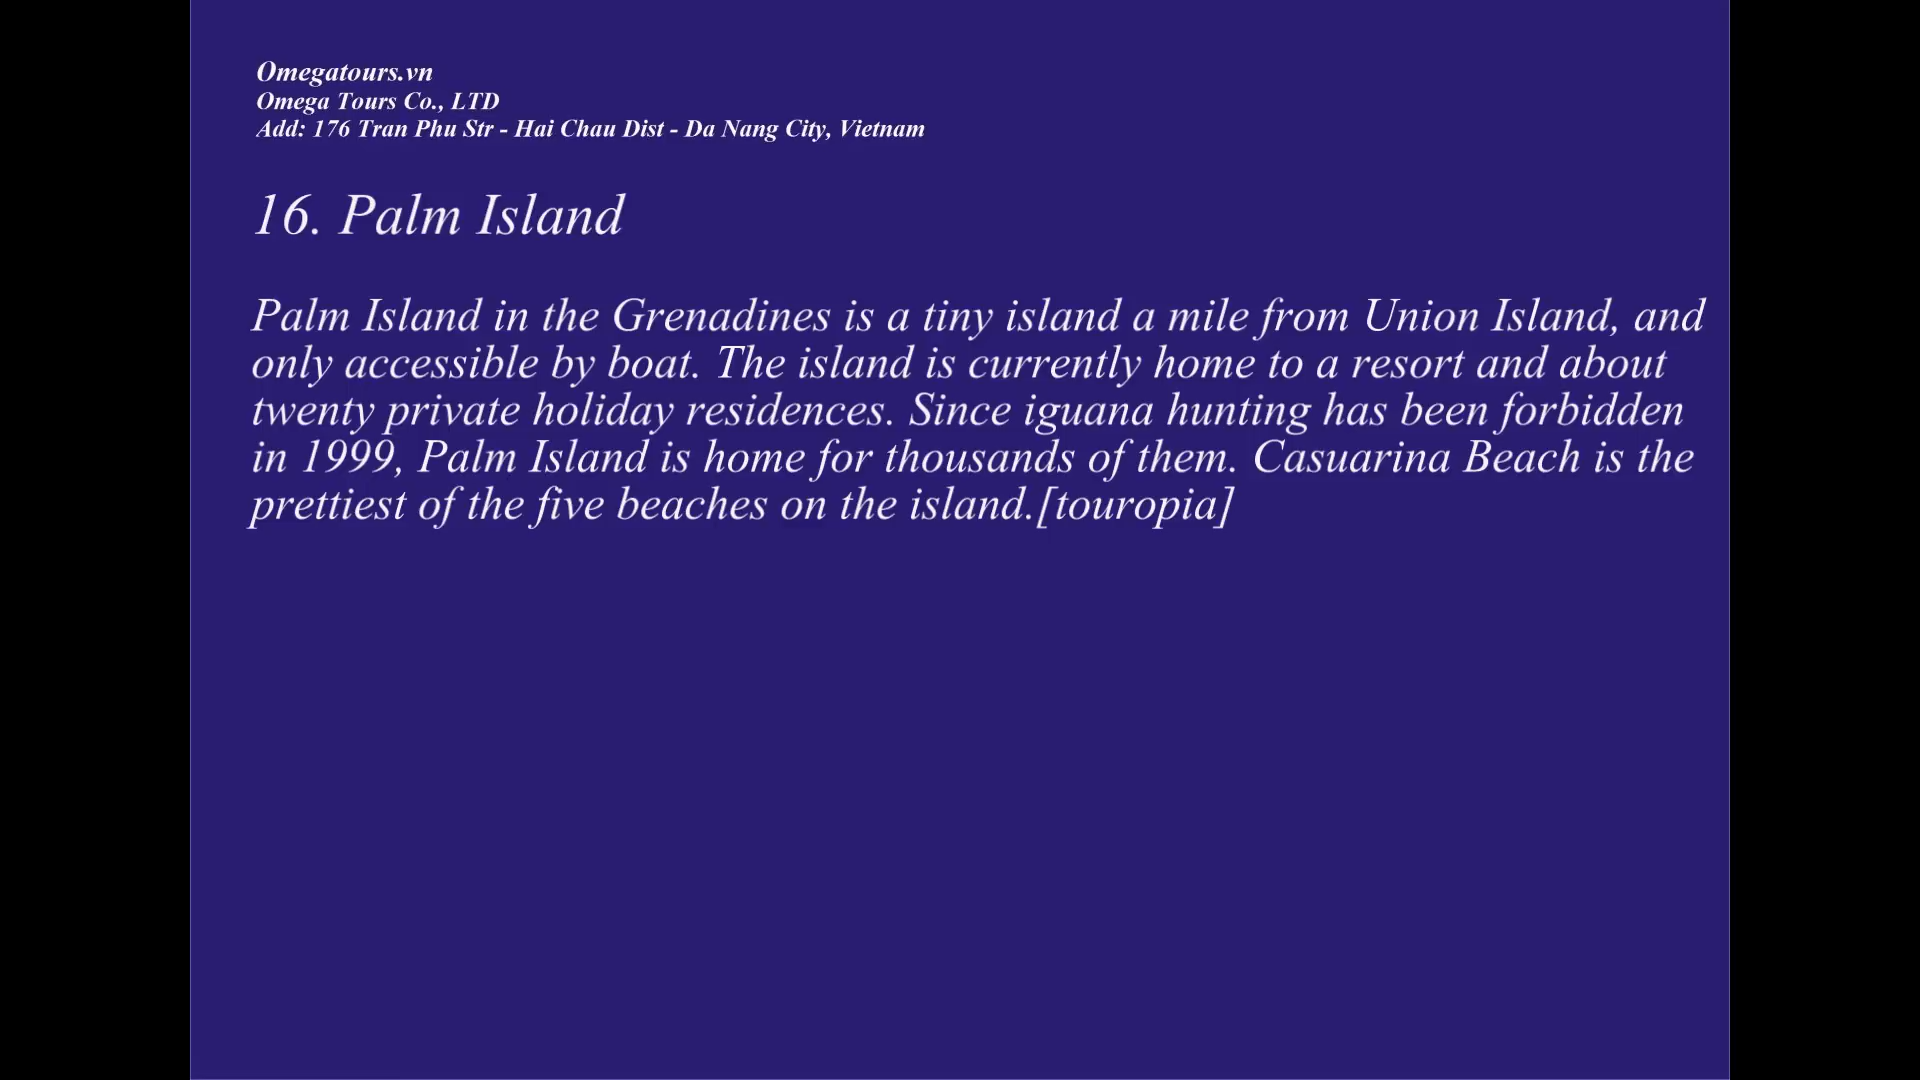 Omegatours.vn
Omega Tours Co., LTD
Add: 176 Tran Phu Str - Hai Chau Dist - Da Nang City, Vietnam
16. Palm Island
Palm Island in the Grenadines is a tiny island a mile from Union Island, and
only accessible by boat. The island is currently home to a resort and about
twenty private holiday residences. Since iguana hunting has been forbidden
in 1999, Palm Island is home for thousands of them. Casuarina Beach is the
prettiest of the five beaches on the island.[touropia]